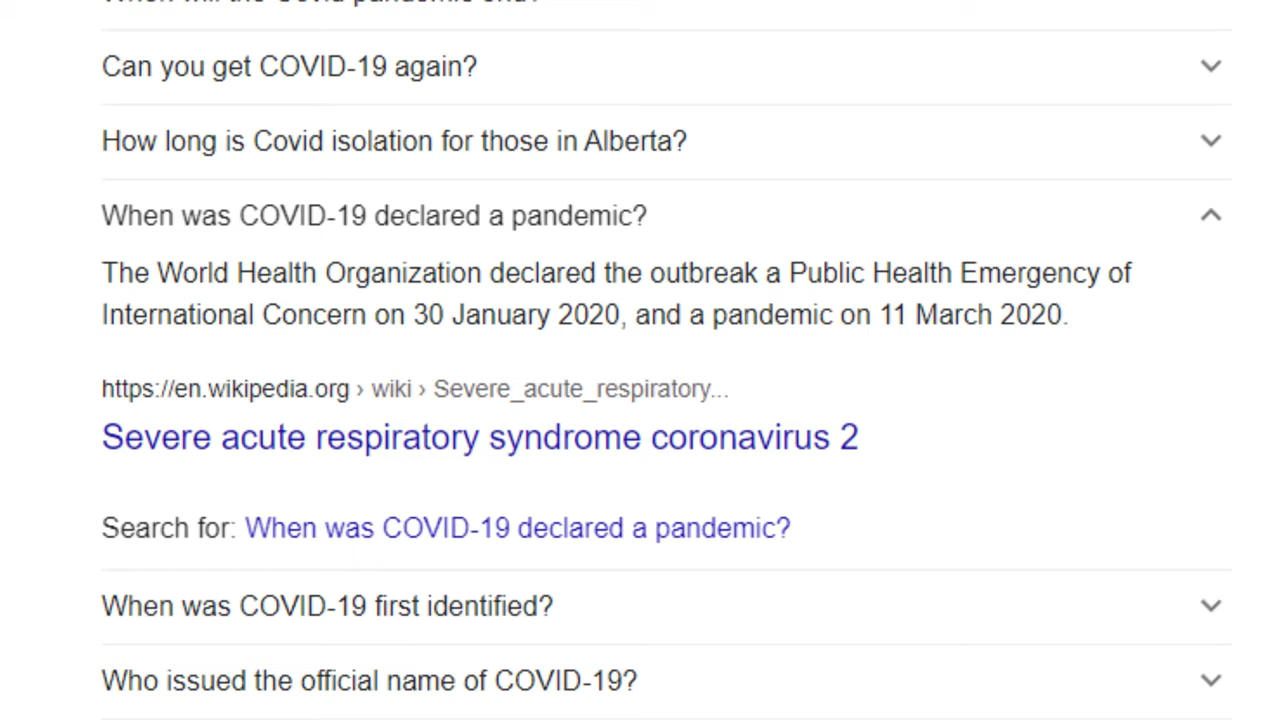 Can you get COVID-19 again?
How long is Covid isolation for those in Alberta?
When was COVID-19 declared a pandemic?
The World Health Organization declared the outbreak a Public Health Emergency of
International Concern on 30 January 2020, and a pandemic on 11 March 2020.
https://en.wikipedia.org › wiki › Severe_acute_respiratory...
Severe acute respiratory syndrome coronavirus 2
Search for: When was COVID-19 declared a pandemic?
When was COVID-19 first identified?
Who issued the official name of COVID-19?